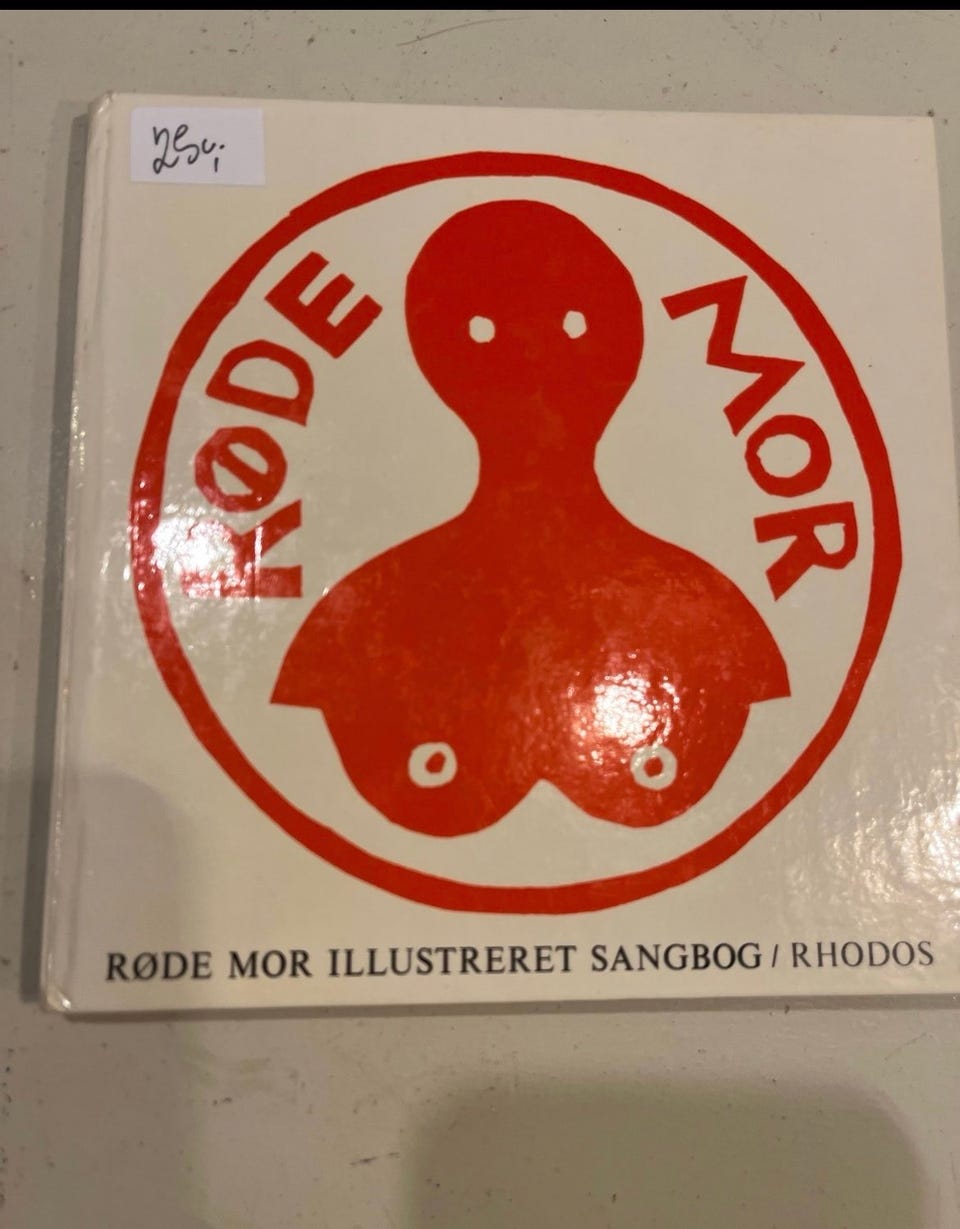 250,-
RØDE MOR
RØDE MOR ILLUSTRERET SANGBOG / RHODOS